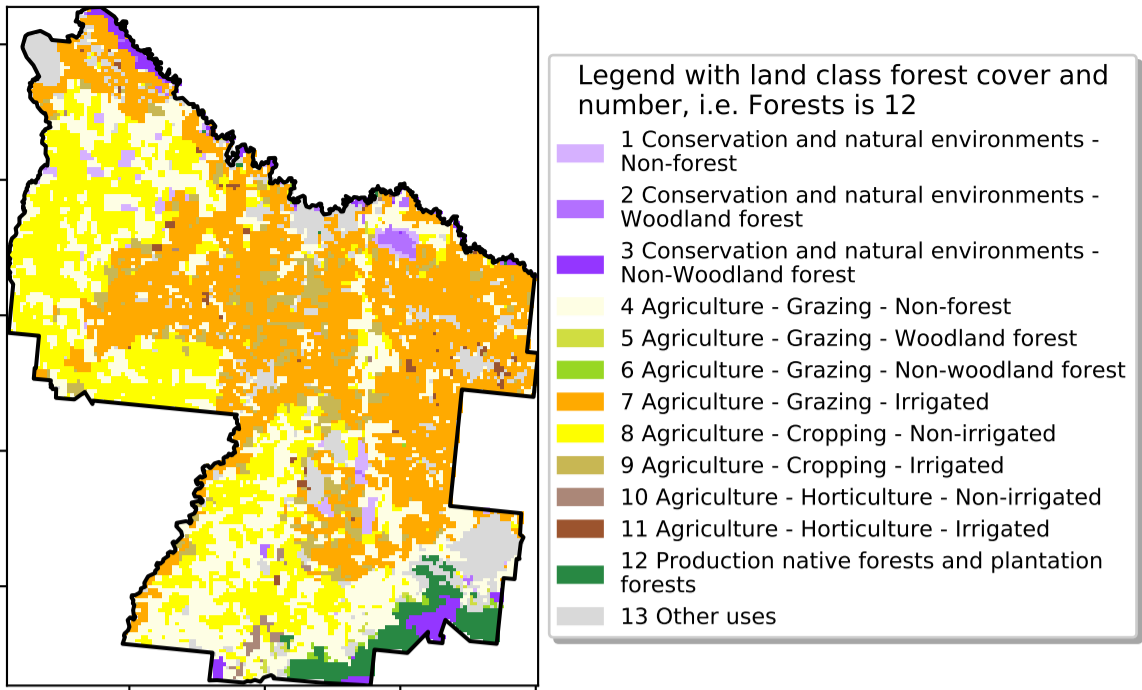 Legend with land class forest cover and
number, i.e. Forests is 12
1 Conservation and natural environments -
Non-forest
2 Conservation and natural environments -
Woodland forest
3 Conservation and natural environments -
Non-Woodland forest
4 Agriculture - Grazing - Non-forest
5 Agriculture - Grazing - Woodland forest
6 Agriculture - Grazing - Non-woodland forest
7 Agriculture - Grazing - Irrigated
8 Agriculture - Cropping - Non-irrigated
9 Agriculture - Cropping - Irrigated
10 Agriculture - Horticulture - Non-irrigated
11 Agriculture - Horticulture - Irrigated
12 Production native forests and plantation
forests
13 Other uses